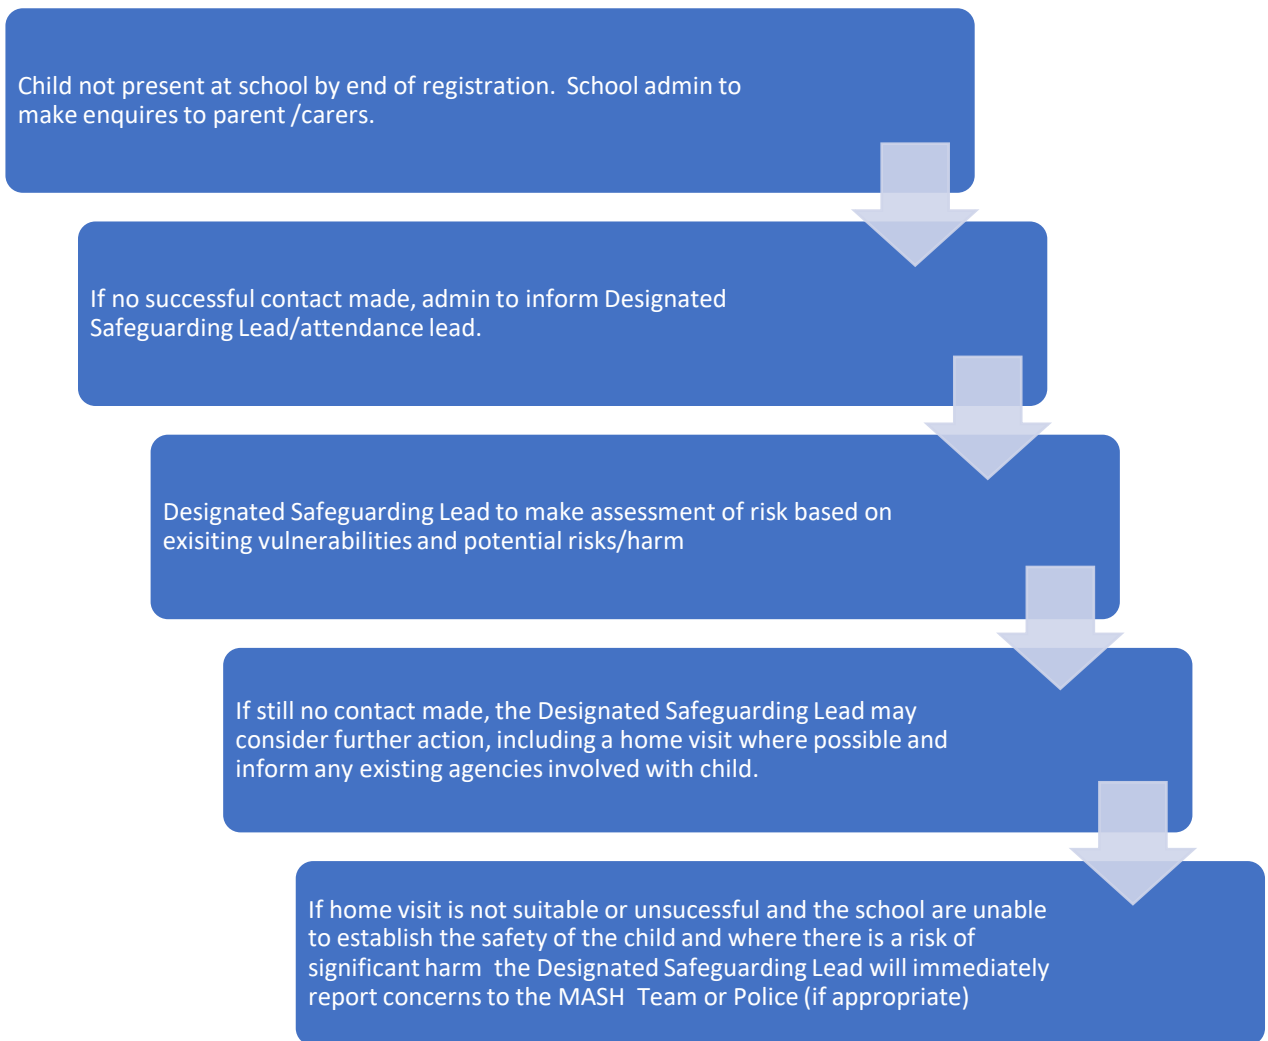 Child not present at school by end of registration.  School admin to
make enquires to parent /carers.
If no successful contact made, admin to inform Designated
Safeguarding Lead/attendance lead.
Designated Safeguarding Lead to make assessment of risk based on
exisiting vulnerabilities and potential risks/harm
If still no contact made, the Designated Safeguarding Lead may
consider further action, including a home visit where possible and
inform any existing agencies involved with child.
If home visit is not suitable or unsucessful and the school are unable
to establish the safety of the child and where there is a risk of
significant harm  the Designated Safeguarding Lead will immediately
report concerns to the MASH  Team or Police (if appropriate)